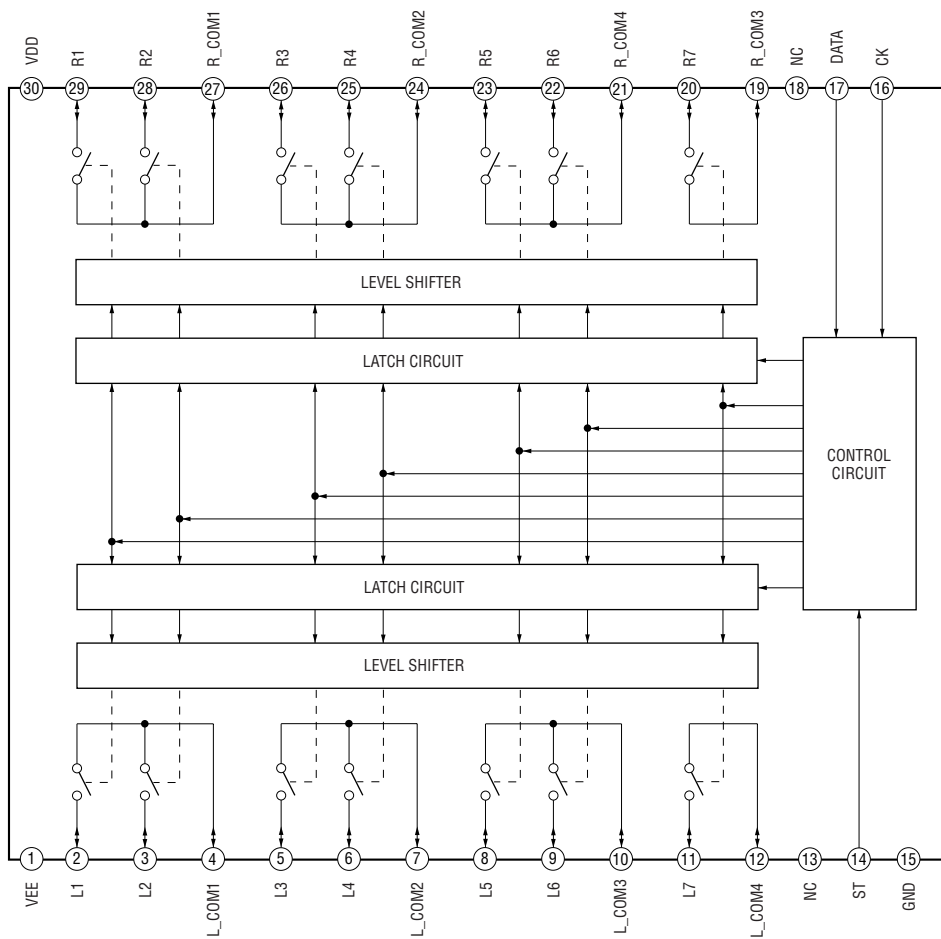 VDD
R1
R2
R_COM1
R3
R4
R_COM2
R5
R6
R_COM4
R7
R_COM3
NC
DATA
CK
30
29
28
27
26
25
24
23
22
21
20
19
18
17
16
LEVEL SHIFTER
LATCH CIRCUIT
CONTROL
CIRCUIT
LATCH CIRCUIT
LEVEL SHIFTER
1
2
3
4
5
6
7
8
9
10
11
12
13
14
15
VEE
L1
L2
L_COM1
L3
L4
L_COM2
L5
L6
L_COM3
L7
L_COM4
NC
ST
GND